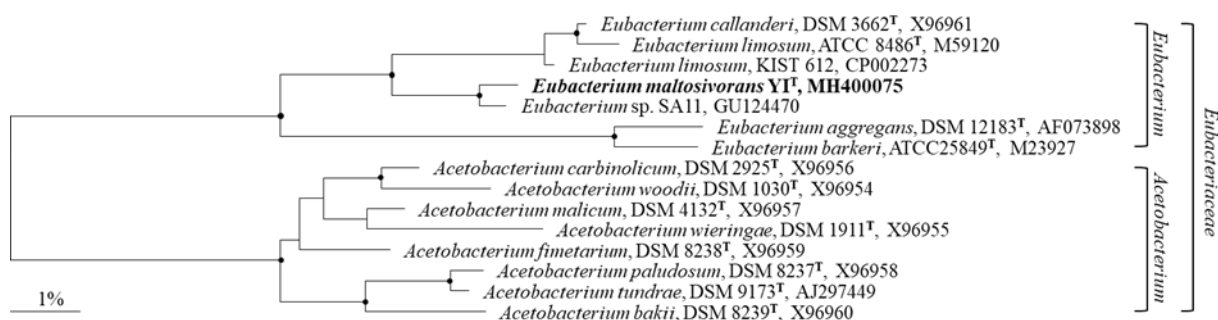 Eubacterium callanderi, DSM 3662ᵀ, X96961
Eubacterium limosum, ATCC 8486ᵀ, M59120
Eubacterium limosum, KIST 612, CP002273
Eubacterium maltosivorans YIᵀ, MH400075
Eubacterium sp. SA11, GU124470
Eubacterium aggregans, DSM 12183ᵀ, AF073898
Eubacterium barkeri, ATCC25849ᵀ, M23927
Acetobacterium carbinolicum, DSM 2925ᵀ, X96956
Acetobacterium woodii, DSM 1030ᵀ, X96954
Acetobacterium malicum, DSM 4132ᵀ, X96957
Acetobacterium wieringae, DSM 1911ᵀ, X96955
Acetobacterium fimetarium, DSM 8238ᵀ, X96959
Acetobacterium paludosum, DSM 8237ᵀ, X96958
Acetobacterium tundrae, DSM 9173ᵀ, AJ297449
Acetobacterium bakii, DSM 8239ᵀ, X96960
Eubacterium
Acetobacterium
Eubacteriaceae
1%